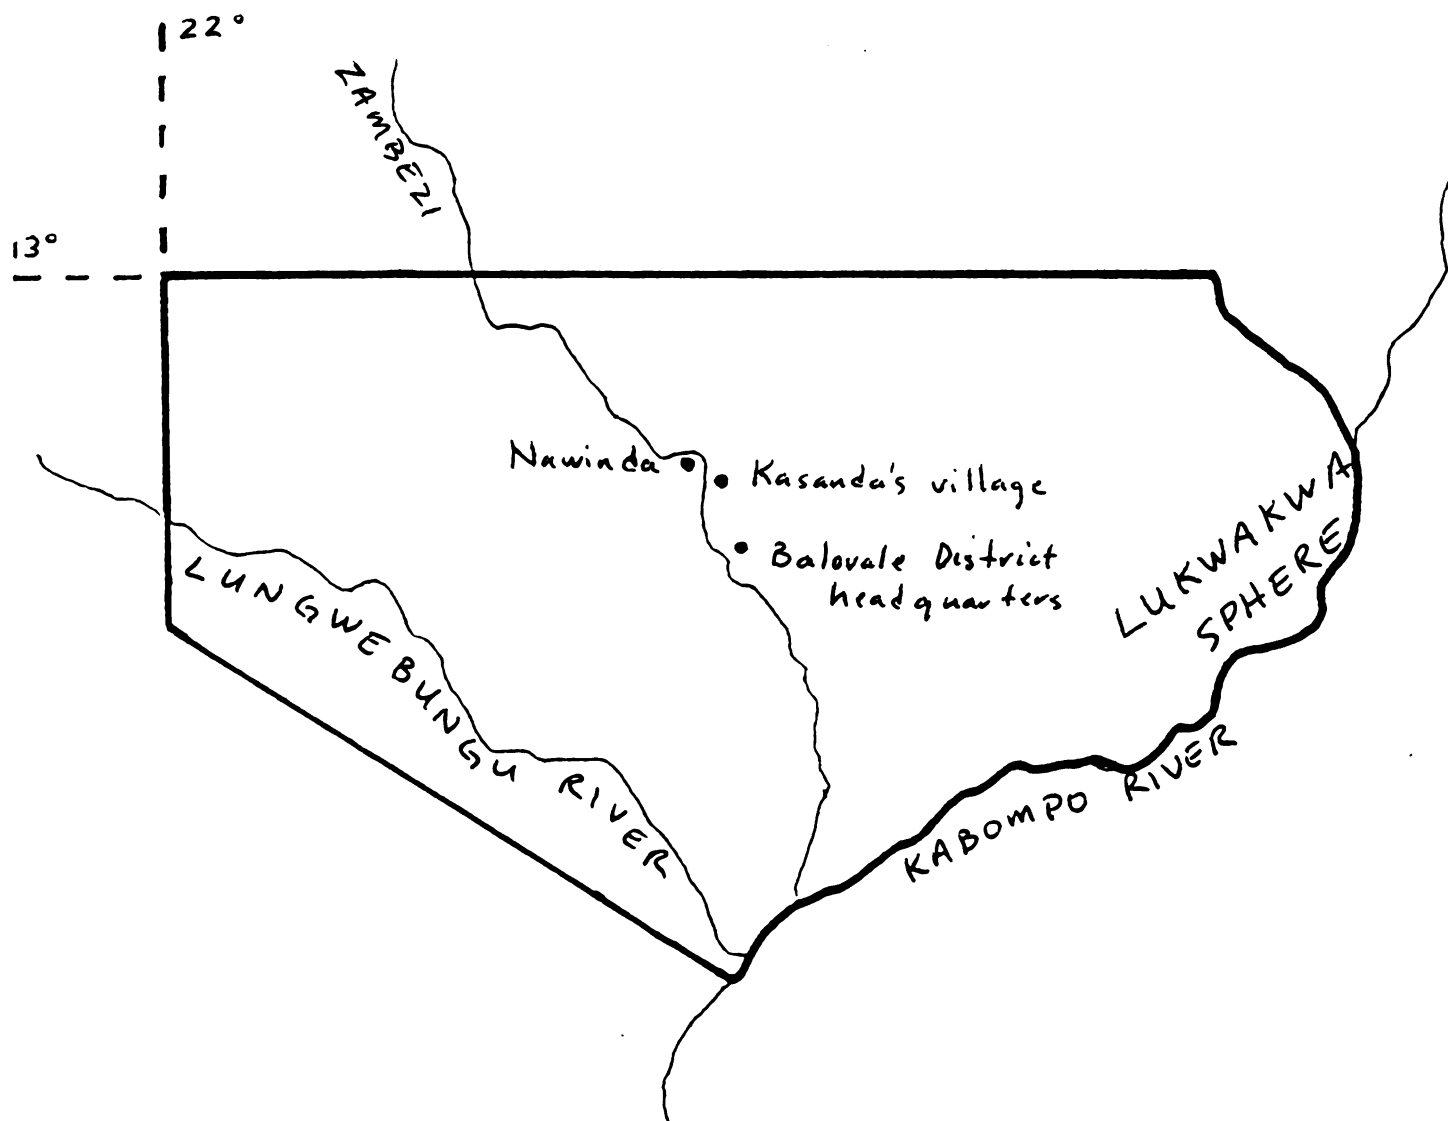 22°
ZAMBEZI
13°
Nawinda
Kasanda's village
Balovale District
headquarters
LUKWAKWA
SPHERE
LUNGWEBUNGU RIVER
KABOMPO RIVER